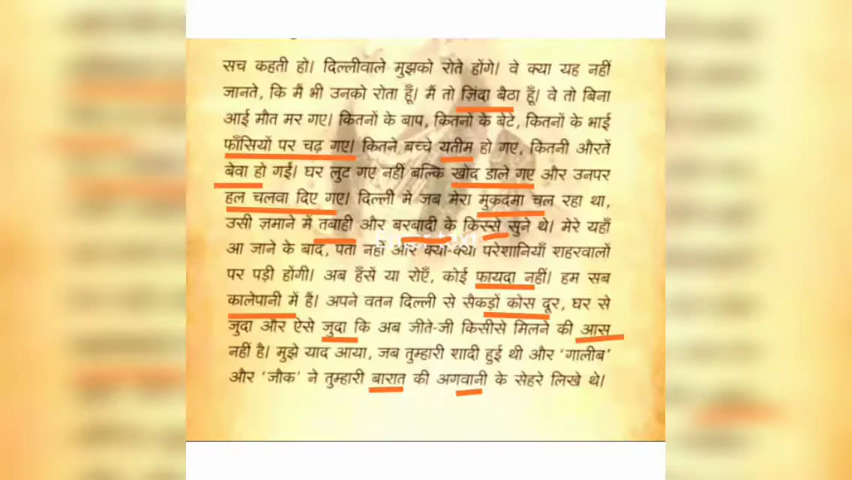 सच कहती हो। दिल्लीवाले मुझको रोते होंगे। वे क्या यह नहीं
जानते, कि मैं भी उनको रोता हूँ। मैं तो ज़िंदा बैठा हूँ। वे तो बिना
आई मौत मर गए। कितनों के बाप, कितनों के बेटे, कितनों के भाई
फाँसियों पर चढ़ गए। कितने बच्चे यतीम हो गए, कितनी औरतें
बेवा हो गईं। घर लुट गए नहीं बल्कि खोद डाले गए और उनपर
हल चलवा दिए गए। दिल्ली में जब मेरा मुकदमा चल रहा था,
उसी ज़माने में तबाही और बरबादी के किस्से सुने थे। मेरे यहाँ
आ जाने के बाद, पता नहीं और क्या-क्या परेशानियाँ शहरवालों
पर पड़ी होंगी। अब हँसें या रोएँ, कोई फायदा नहीं। हम सब
कालेपानी में हैं। अपने वतन दिल्ली से सैकड़ों कोस दूर, घर से
जुदा और ऐसे जुदा कि अब जीते-जी किसीसे मिलने की आस
नहीं है। मुझे याद आया, जब तुम्हारी शादी हुई थी और ‘गालीब’
और ‘जौक’ ने तुम्हारी बारात की अगवानी के सेहरे लिखे थे।